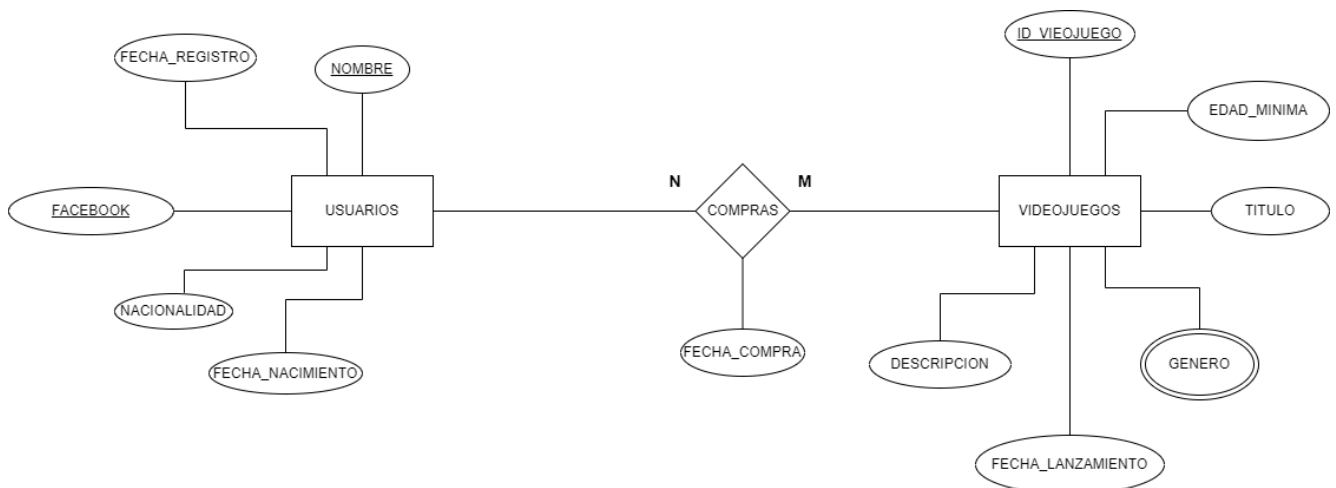 ID_VIEOJUEGO
FECHA_REGISTRO
NOMBRE
EDAD_MINIMA
N
M
FACEBOOK
USUARIOS
COMPRAS
VIDEOJUEGOS
TITULO
NACIONALIDAD
FECHA_COMPRA
DESCRIPCION
GENERO
FECHA_NACIMIENTO
FECHA_LANZAMIENTO